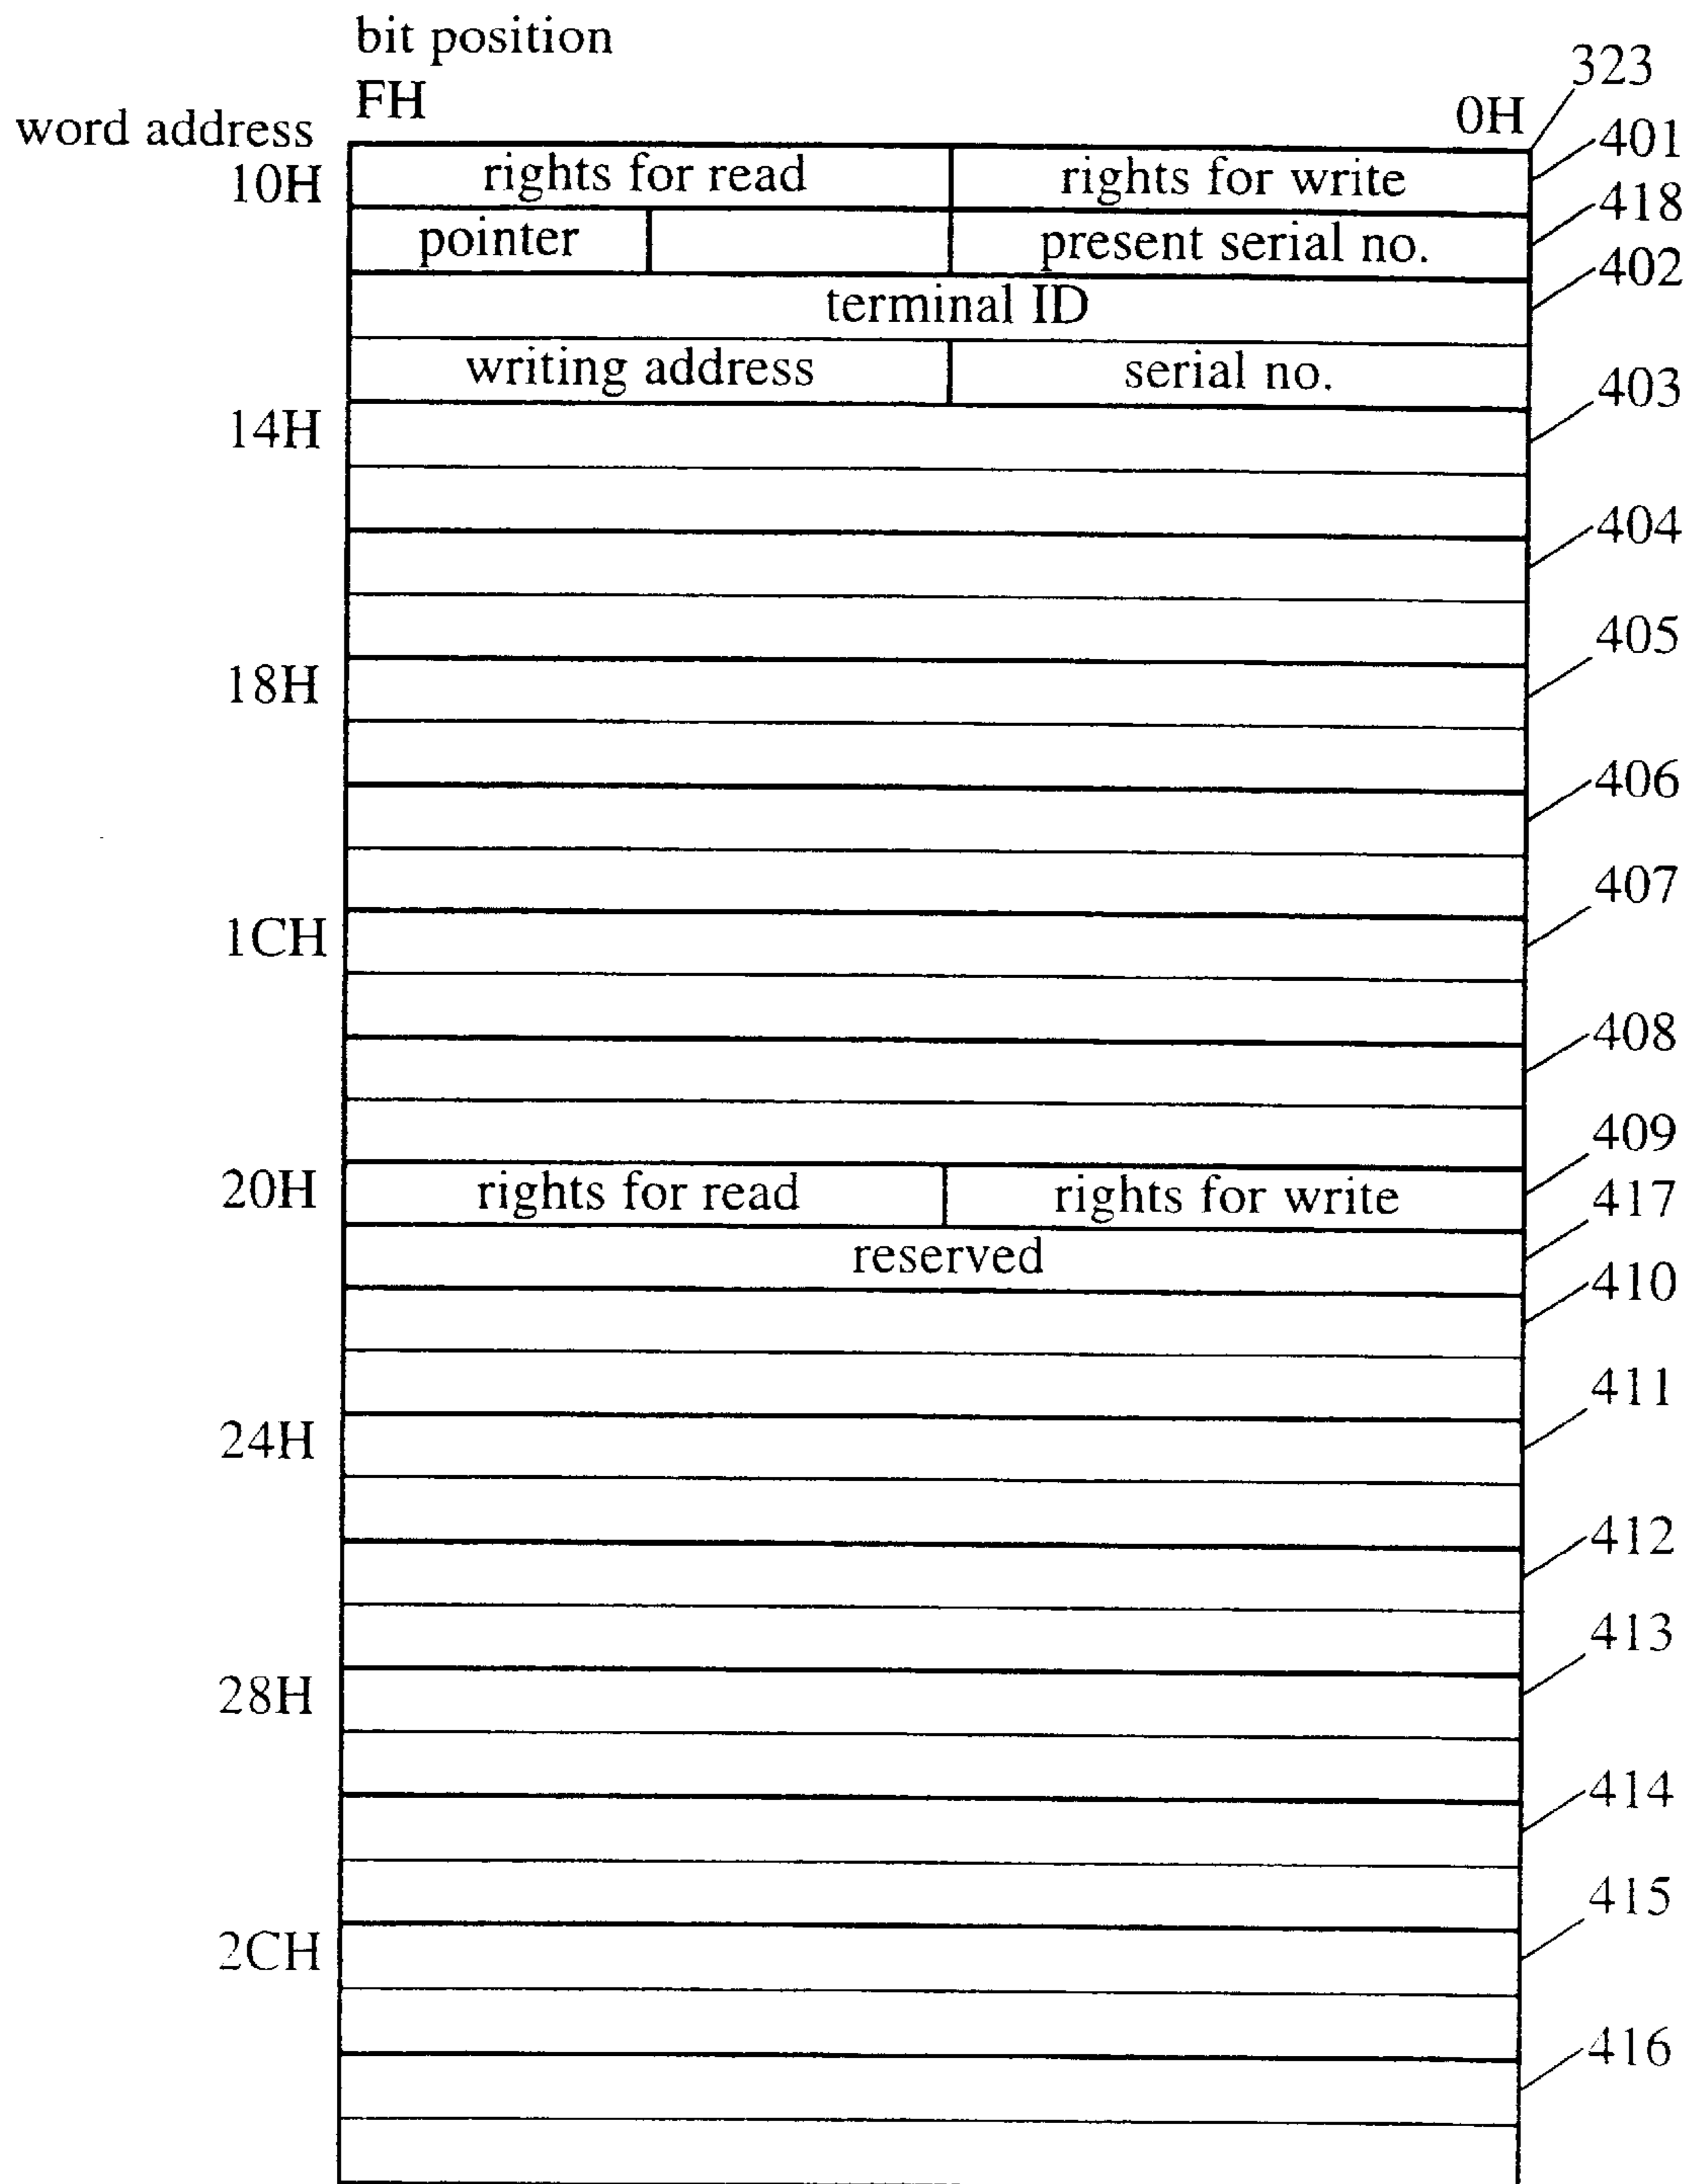 bit position
FH 0H 323
word address
10H rights for read rights for write 401
pointer present serial no. 418
terminal ID 402
writing address serial no.
14H 403
404
18H 405
406
1CH 407
408
20H rights for read rights for write 409
reserved 417
410
24H 411
412
28H 413
414
2CH 415
416